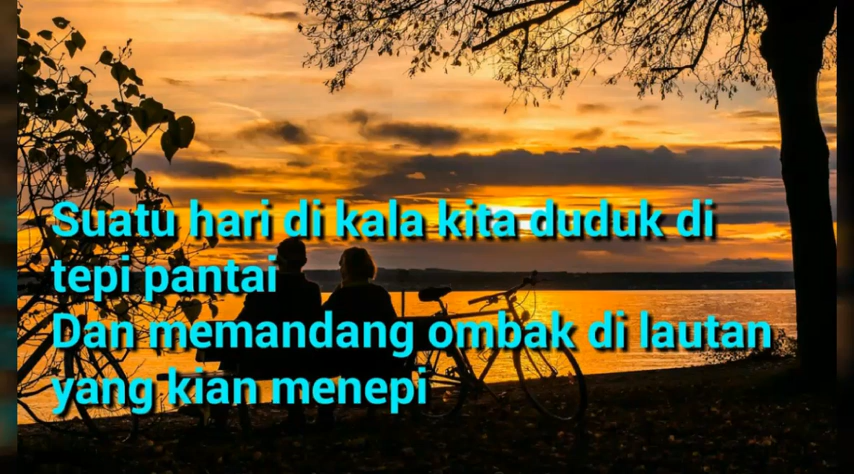 Suatu hari di kala kita duduk di
tepi pantai
Dan memandang ombak di lautan
yang kian menepi